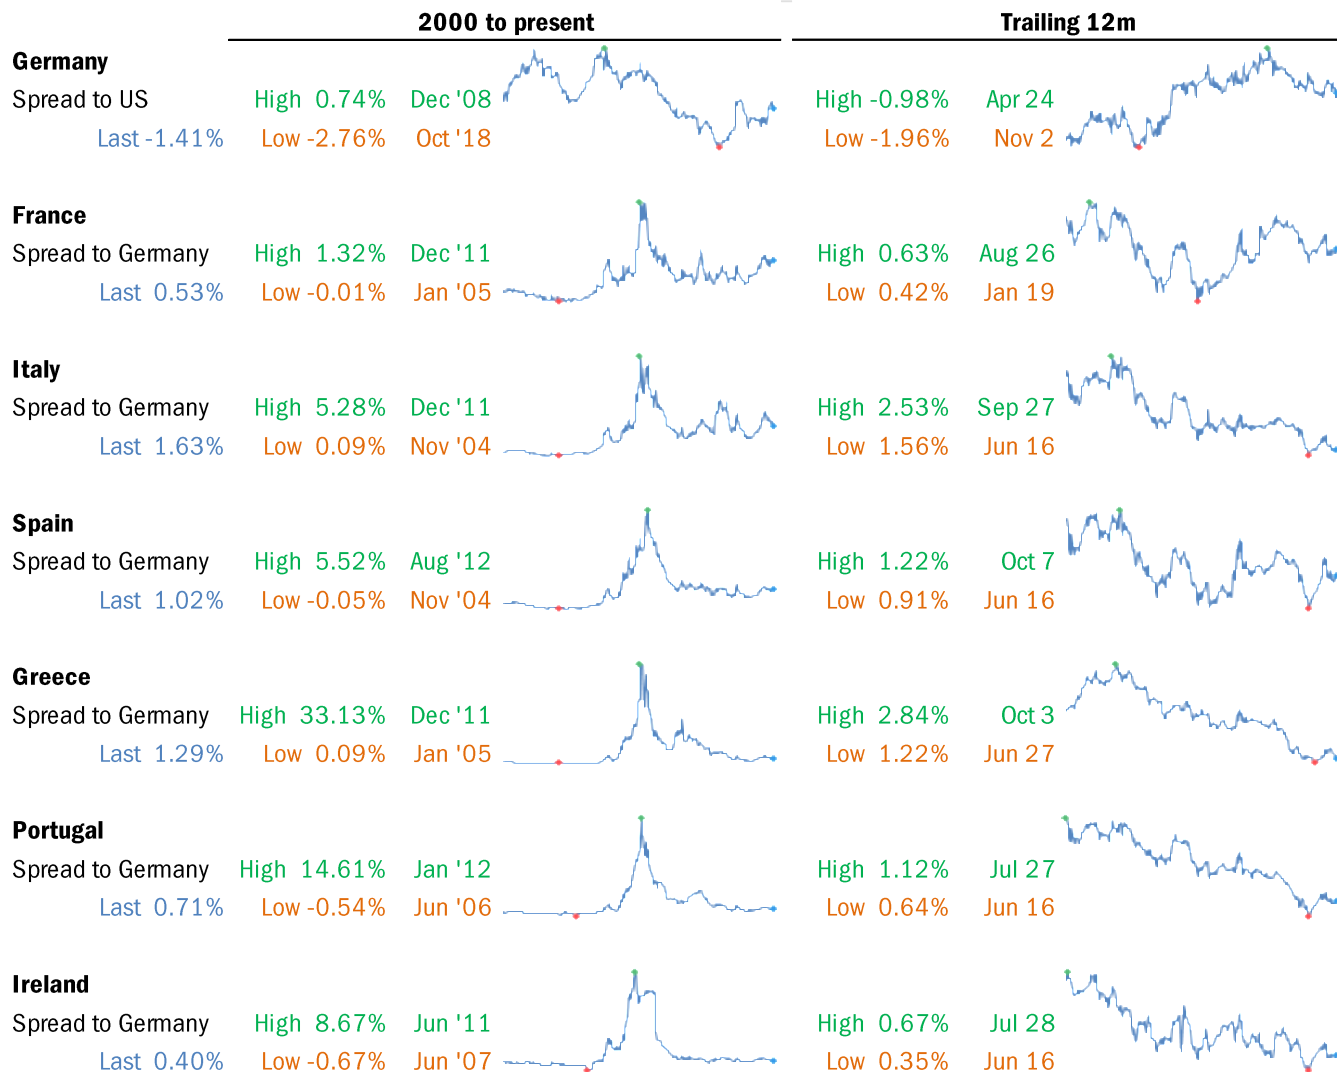 2000 to present Trailing 12m
Germany
Spread to US High 0.74% Dec '08 High -0.98% Apr 24
Last -1.41% Low -2.76% Oct '18 Low -1.96% Nov 2
France
Spread to Germany High 1.32% Dec '11 High 0.63% Aug 26
Last 0.53% Low -0.01% Jan '05 Low 0.42% Jan 19
Italy
Spread to Germany High 5.28% Dec '11 High 2.53% Sep 27
Last 1.63% Low 0.09% Nov '04 Low 1.56% Jun 16
Spain
Spread to Germany High 5.52% Aug '12 High 1.22% Oct 7
Last 1.02% Low -0.05% Nov '04 Low 0.91% Jun 16
Greece
Spread to Germany High 33.13% Dec '11 High 2.84% Oct 3
Last 1.29% Low 0.09% Jan '05 Low 1.22% Jun 27
Portugal
Spread to Germany High 14.61% Jan '12 High 1.12% Jul 27
Last 0.71% Low -0.54% Jun '06 Low 0.64% Jun 16
Ireland
Spread to Germany High 8.67% Jun '11 High 0.67% Jul 28
Last 0.40% Low -0.67% Jun '07 Low 0.35% Jun 16